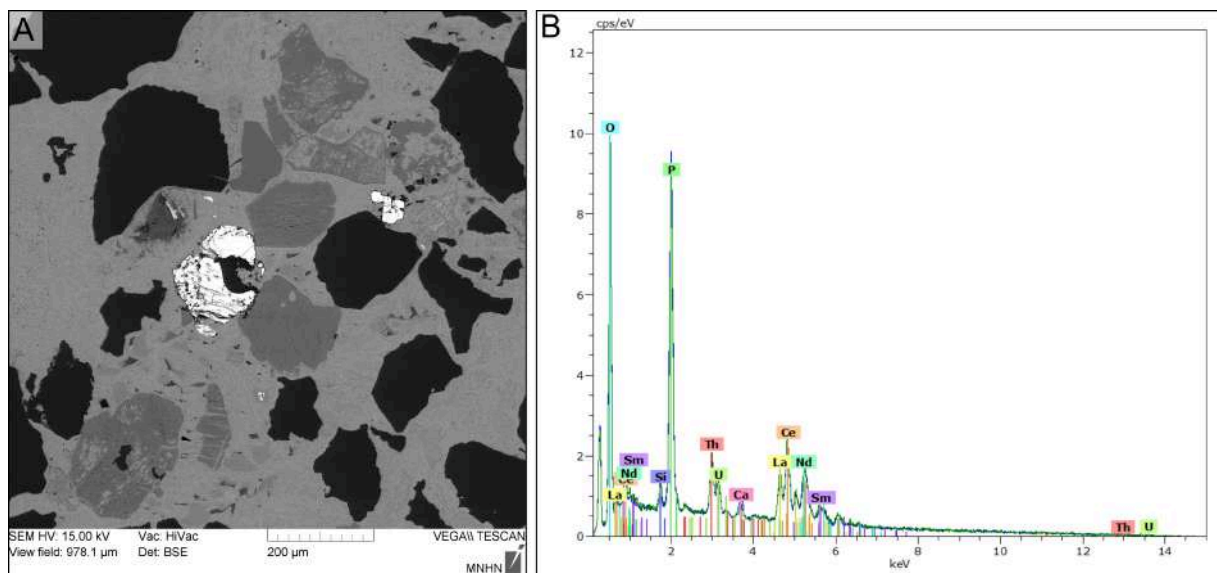 A
SEM HV: 15.00 kV Vac: HiVac VEGA\\ TESCAN
View field: 978.1 µm Det: BSE 200 µm
MNHN
B
cps/eV
12
10
8
6
4
2
0
O
P
Th
U
Ce
La
Nd
Sm
Ca
Si
Sm
Nd
Ce
La
Th U
2 4 6 8 10 12 14
keV